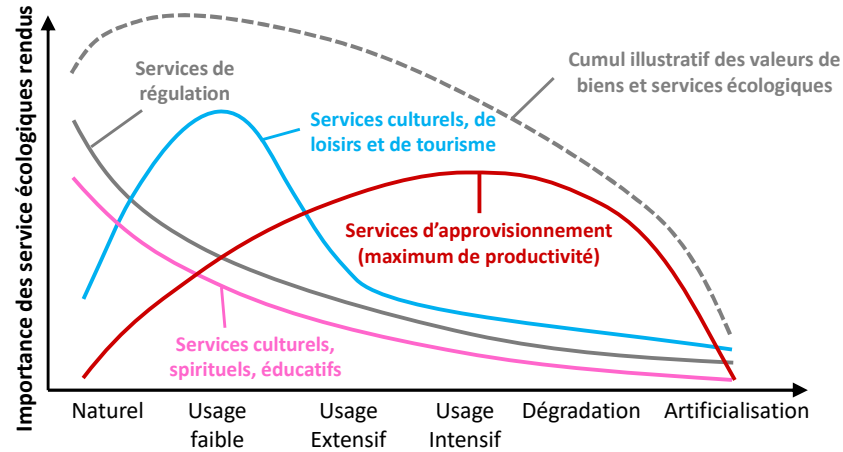 Importance des service écologiques rendus
Services de
régulation
Services culturels, de
loisirs et de tourisme
Cumul illustratif des valeurs de
biens et services écologiques
Services d’approvisionnement
(maximum de productivité)
Services culturels,
spirituels, éducatifs
Naturel
Usage
faible
Usage
Extensif
Usage
Intensif
Dégradation
Artificialisation